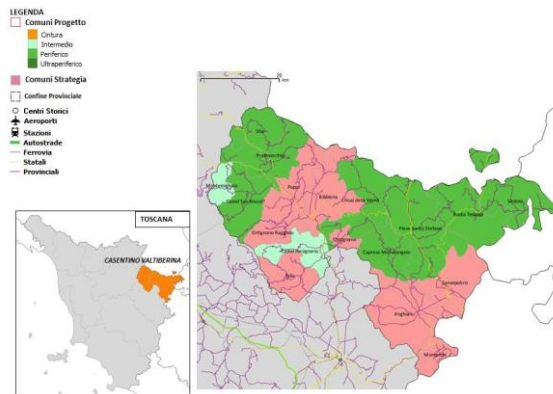 LEGENDA
Comuni Progetto
Cintura
Intermedio
Periferico
Ultraperiferico
Comuni Strategia
Confine Provinciale
Centri Storici
Aeroporti
Stazioni
Autostrade
Ferrovia
Statali
Provinciali
TOSCANA
CASENTINO VALTIBERINA
20
km
Stia
Pratovecchio
Montemignaio
Castel San Niccolò
Poppi
Bibbiena
Chiusi della Verna
Badia Tedalda
Sestino
Pieve Santo Stefano
Ortignano Raggiolo
Chitignano
Castel Focognano
Caprese Michelangelo
Talla
Sansepolcro
Anghiari
Monterchi